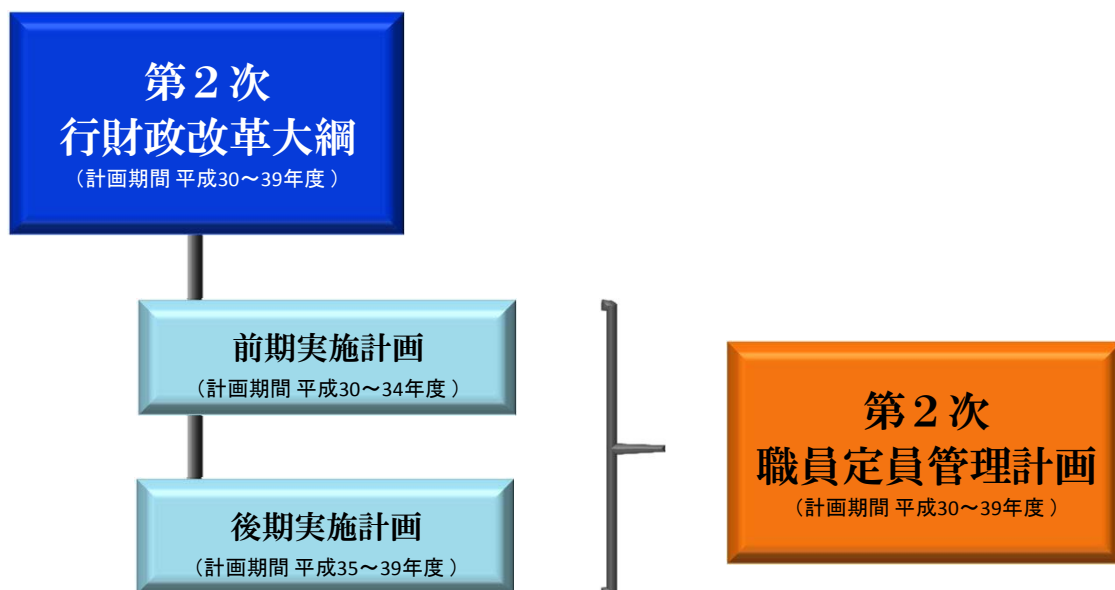 第２次
行財政改革大綱
（計画期間 平成30～39年度 ）
前期実施計画
（計画期間 平成30～34年度 ）
後期実施計画
（計画期間 平成35～39年度 ）
第２次
職員定員管理計画
（計画期間 平成30～39年度 ）